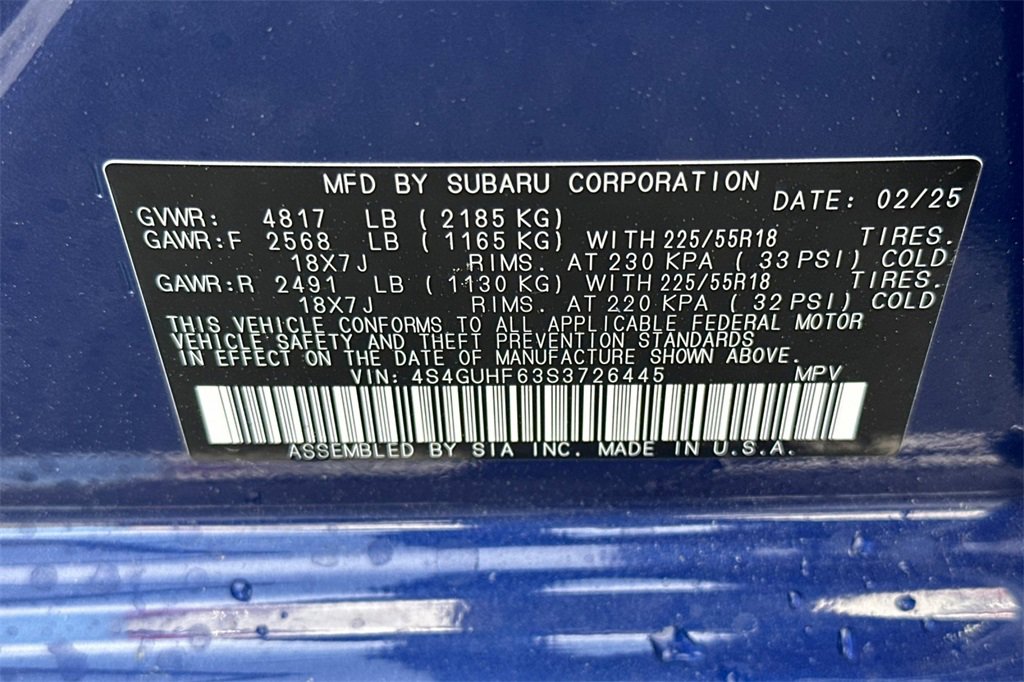 MFD BY SUBARU CORPORATION DATE: 02/25
GVWR: 4817 LB ( 2185 KG)
GAWR:F 2568 LB ( 1165 KG) WITH 225/55R18 TIRES.
18X7J RIMS. AT 230 KPA ( 33 PSI) COLD
GAWR:R 2491 LB ( 1130 KG) WITH 225/55R18 TIRES.
18X7J RIMS. AT 220 KPA ( 32 PSI) COLD
THIS VEHICLE CONFORMS TO ALL APPLICABLE FEDERAL MOTOR
VEHICLE SAFETY AND THEFT PREVENTION STANDARDS
IN EFFECT ON THE DATE OF MANUFACTURE SHOWN ABOVE.
VIN: 4S4GUHF63S3726445 MPV
ASSEMBLED BY SIA INC. MADE IN U.S.A.